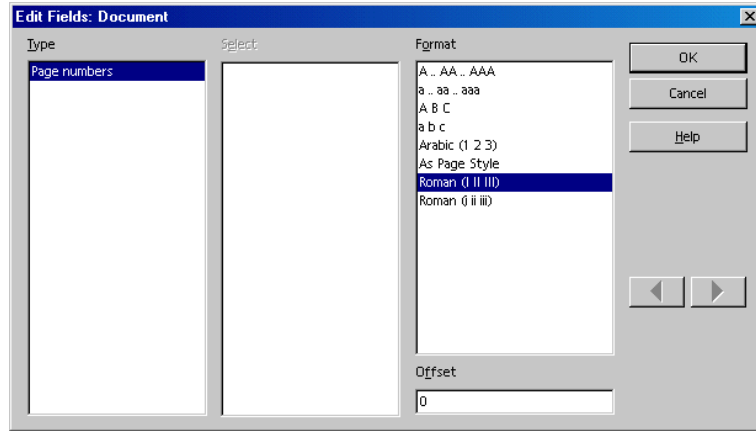 Edit Fields: Document
Type
Page numbers
Select
Format
A .. AA .. AAA
a .. aa .. aaa
A B C
a b c
Arabic (1 2 3)
As Page Style
Roman (I II III)
Roman (i ii iii)
Offset
0
OK
Cancel
Help